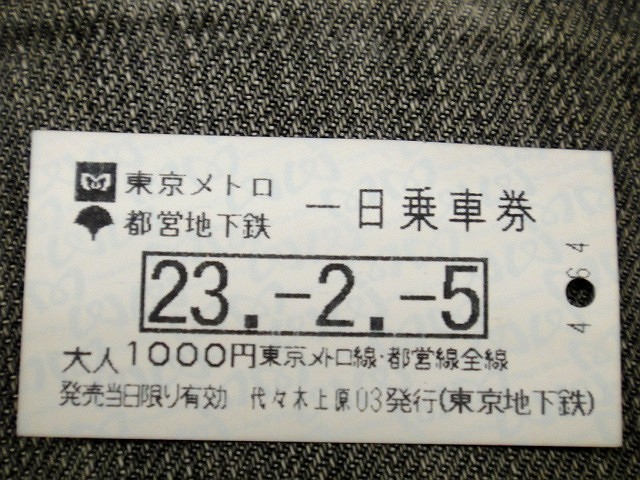 東京メトロ
都営地下鉄
一日乗車券
23.-2.-5
大人1000円東京メトロ線・都営線全線
発売当日限り有効 代々木上原03発行(東京地下鉄)